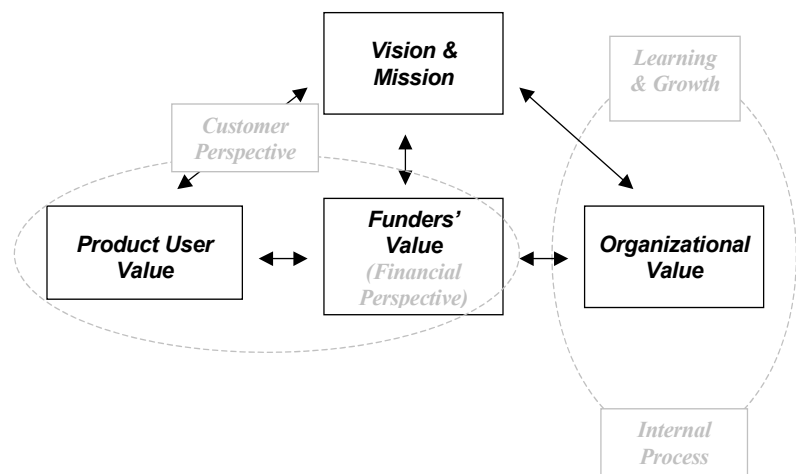 Vision &
Mission
Learning
& Growth
Customer
Perspective
Product User
Value
Funders’
Value
(Financial
Perspective)
Organizational
Value
Internal
Process